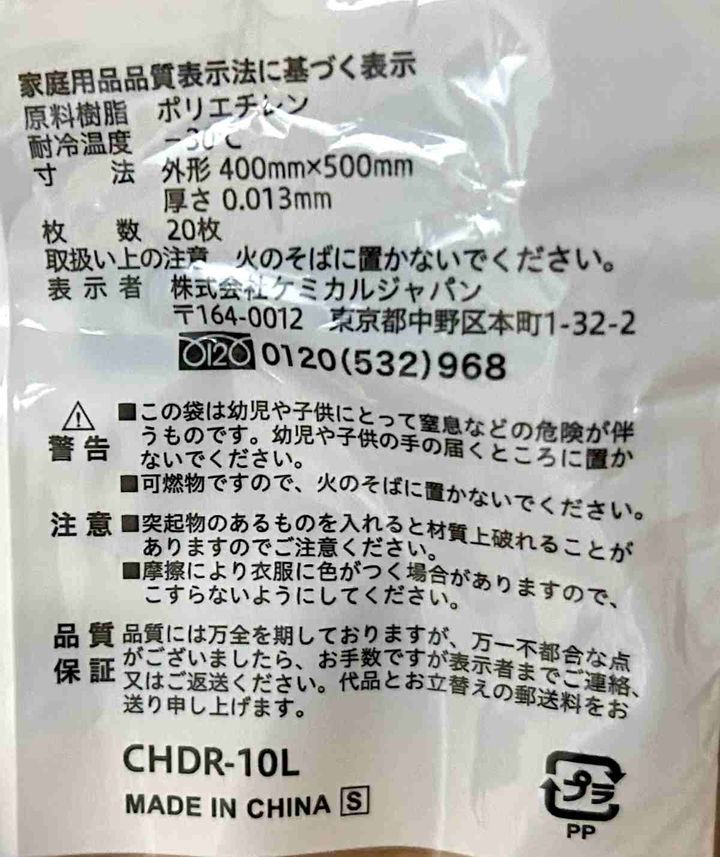 家庭用品品質表示法に基づく表示
原料樹脂 ポリエチレン
耐冷温度 －30℃
寸法 外形 400mm×500mm
厚さ 0.013mm
枚数 20枚
取扱い上の注意 火のそばに置かないでください。
表示者 株式会社ケミカルジャパン
〒164-0012 東京都中野区本町1-32-2
0120 0120(532)968
警告 ■この袋は幼児や子供にとって窒息などの危険が伴
うものです。幼児や子供の手の届くところに置か
ないでください。
■可燃物ですので、火のそばに置かないでください。
注意 ■突起物のあるものを入れると材質上破れることが
ありますのでご注意ください。
■摩擦により衣服に色がつく場合がありますので、
こすらないようにしてください。
品質保証 品質には万全を期しておりますが、万一不都合な点
がございましたら、お手数ですが表示者までご連絡、
又はご返送ください。代品とお立替えの郵送料をお
送り申し上げます。
CHDR-10L
MADE IN CHINA S
プラ
PP